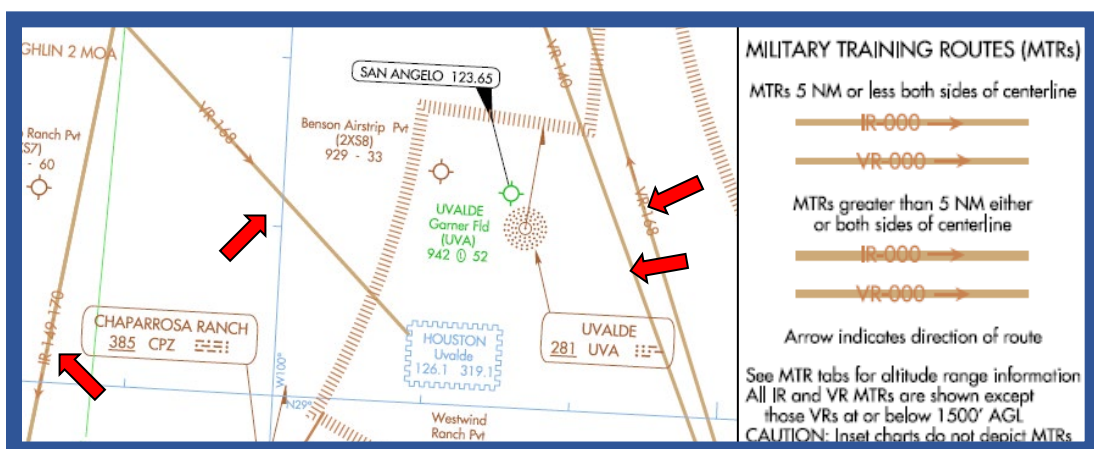 GHLIN 2 MOA
VR-168
Ranch Pvt
S7)
- 60
IR-149-170
CHAPARROSA RANCH
385 CPZ
W100°
N29°
SAN ANGELO 123.65
Benson Airstrip Pvt
(2XS8)
929 - 33
UVALDE
Garner Fld
(UVA)
942 Ⓛ 52
VR-140
VR-168
HOUSTON
Uvalde
126.1 319.1
UVALDE
281 UVA
Westwind
Ranch Pvt
MILITARY TRAINING ROUTES (MTRs)
MTRs 5 NM or less both sides of centerline
IR-000
VR-000
MTRs greater than 5 NM either
or both sides of centerline
IR-000
VR-000
Arrow indicates direction of route
See MTR tabs for altitude range information
All IR and VR MTRs are shown except
those VRs at or below 1500' AGL
CAUTION: Inset charts do not depict MTRs